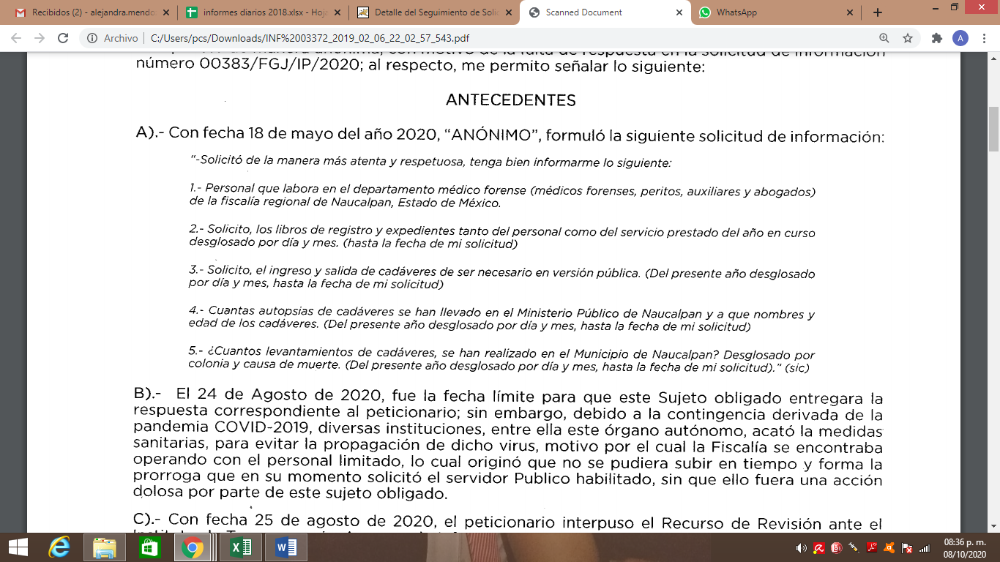 Recibidos (2) - alejandra.mendo
informes diarios 2018.xlsx - Hoj
Detalle del Seguimiento de Soli
Scanned Document
WhatsApp
Archivo
C:/Users/pcs/Downloads/INF%2003372_2019_02_06_22_02_57_543.pdf
A
número 00383/FGJ/IP/2020; al respecto, me permito señalar lo siguiente:
ANTECEDENTES
A).- Con fecha 18 de mayo del año 2020, “ANÓNIMO”, formuló la siguiente solicitud de información:
“-Solicitó de la manera más atenta y respetuosa, tenga bien informarme lo siguiente:
1.- Personal que labora en el departamento médico forense (médicos forenses, peritos, auxiliares y abogados)
de la fiscalía regional de Naucalpan, Estado de México.
2.- Solicito, los libros de registro y expedientes tanto del personal como del servicio prestado del año en curso
desglosado por día y mes. (hasta la fecha de mi solicitud)
3.- Solicito, el ingreso y salida de cadáveres de ser necesario en versión pública. (Del presente año desglosado
por día y mes, hasta la fecha de mi solicitud)
4.- Cuantas autopsias de cadáveres se han llevado en el Ministerio Público de Naucalpan y a que nombres y
edad de los cadáveres. (Del presente año desglosado por día y mes, hasta la fecha de mi solicitud)
5.- ¿Cuantos levantamientos de cadáveres, se han realizado en el Municipio de Naucalpan? Desglosado por
colonia y causa de muerte. (Del presente año desglosado por día y mes, hasta la fecha de mi solicitud).” (sic)
B).- El 24 de Agosto de 2020, fue la fecha límite para que este Sujeto obligado entregara la
respuesta correspondiente al peticionario; sin embargo, debido a la contingencia derivada de la
pandemia COVID-2019, diversas instituciones, entre ella este órgano autónomo, acató la medidas
sanitarias, para evitar la propagación de dicho virus, motivo por el cual la Fiscalía se encontraba
operando con el personal limitado, lo cual originó que no se pudiera subir en tiempo y forma la
prorroga que en su momento solicitó el servidor Publico habilitado, sin que ello fuera una acción
dolosa por parte de este sujeto obligado.
C).- Con fecha 25 de agosto de 2020, el peticionario interpuso el Recurso de Revisión ante el
08:36 p. m.
08/10/2020